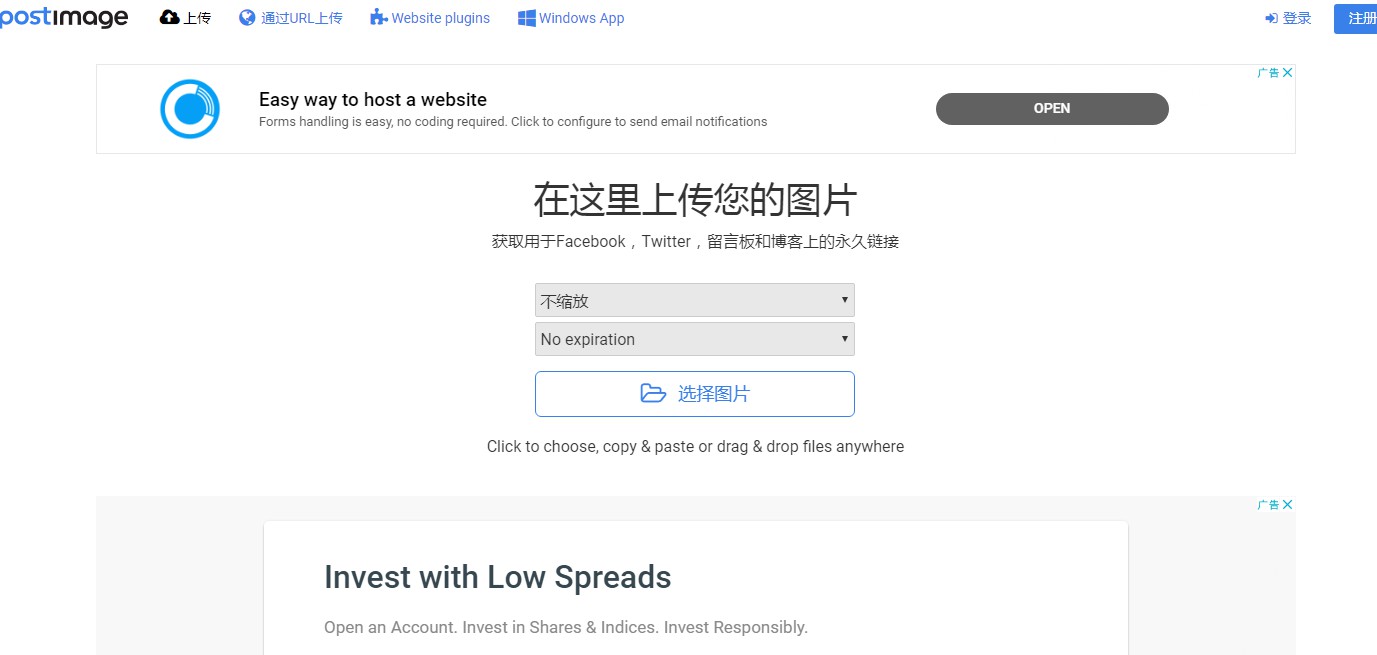 postimage 上传 通过URL上传 Website plugins Windows App 登录 注册
广告
Easy way to host a website
Forms handling is easy, no coding required. Click to configure to send email notifications
OPEN
在这里上传您的图片
获取用于Facebook，Twitter，留言板和博客上的永久链接
不缩放
No expiration
选择图片
Click to choose, copy & paste or drag & drop files anywhere
广告
Invest with Low Spreads
Open an Account. Invest in Shares & Indices. Invest Responsibly.